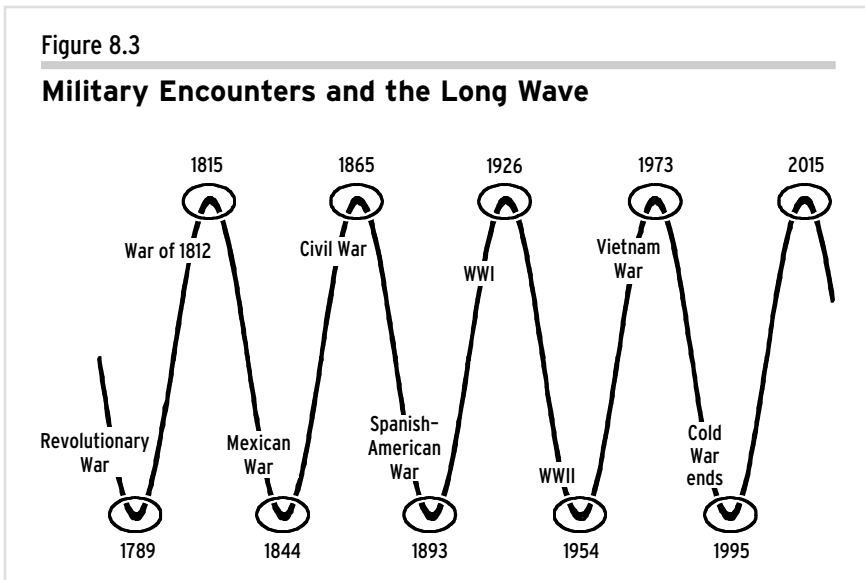 Figure 8.3
Military Encounters and the Long Wave
1815
1865
1926
1973
2015
War of 1812
Civil War
WWI
Vietnam
War
Revolutionary
War
Mexican
War
Spanish–
American
War
WWII
Cold
War
ends
1789
1844
1893
1954
1995